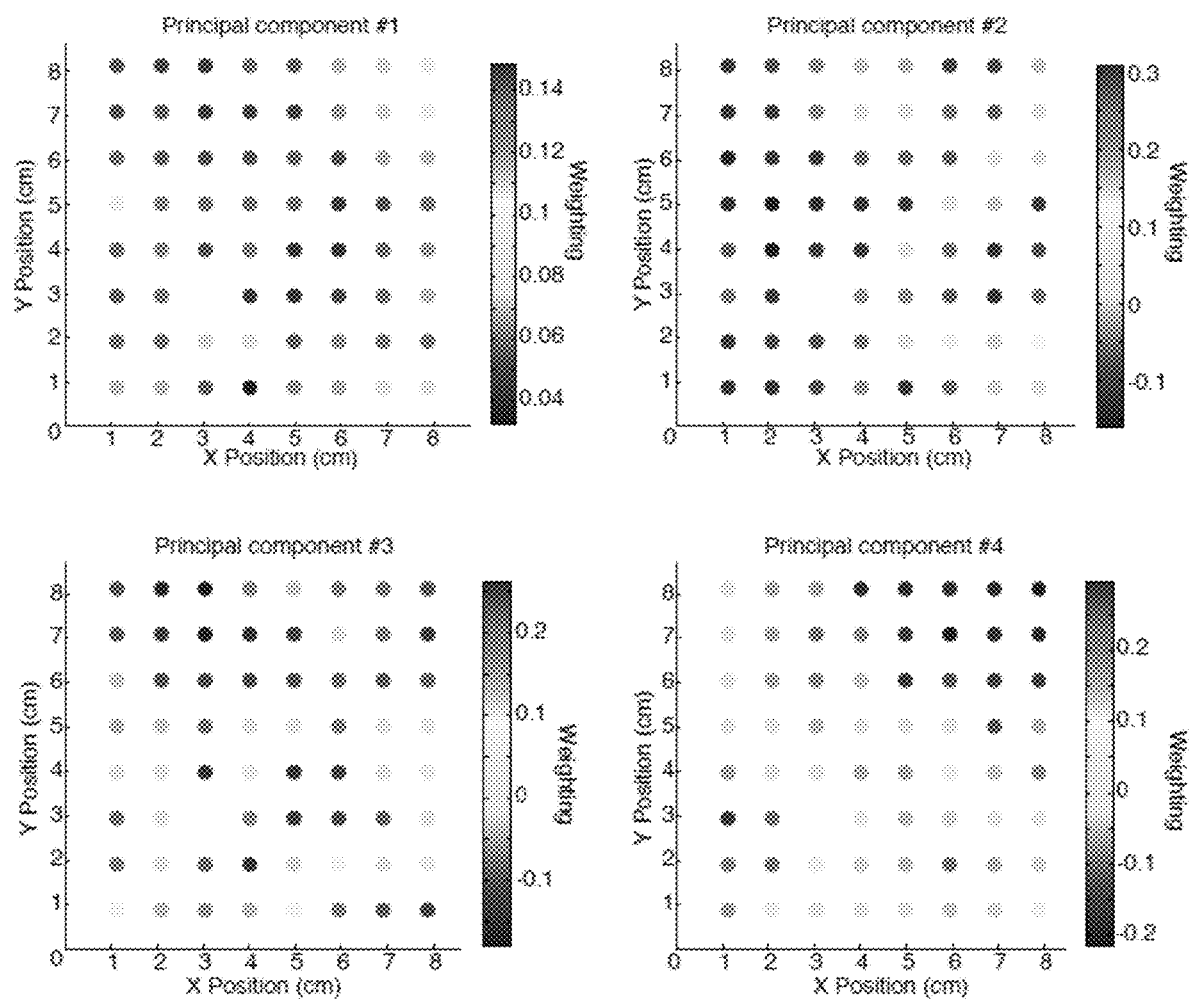 Principal component #1
8
7
6
5
4
3
2
1
0
1 2 3 4 5 6 7 8
X Position (cm)
Y Position (cm)
0.14
0.12
0.1
0.08
0.06
0.04
Weighting
Principal component #2
8
7
6
5
4
3
2
1
0
1 2 3 4 5 6 7 8
X Position (cm)
Y Position (cm)
0.3
0.2
0.1
0
-0.1
Weighting
Principal component #3
8
7
6
5
4
3
2
1
0
1 2 3 4 5 6 7 8
X Position (cm)
Y Position (cm)
0.2
0.1
0
-0.1
Weighting
Principal component #4
8
7
6
5
4
3
2
1
0
1 2 3 4 5 6 7 8
X Position (cm)
Y Position (cm)
0.2
0.1
0
-0.1
-0.2
Weighting